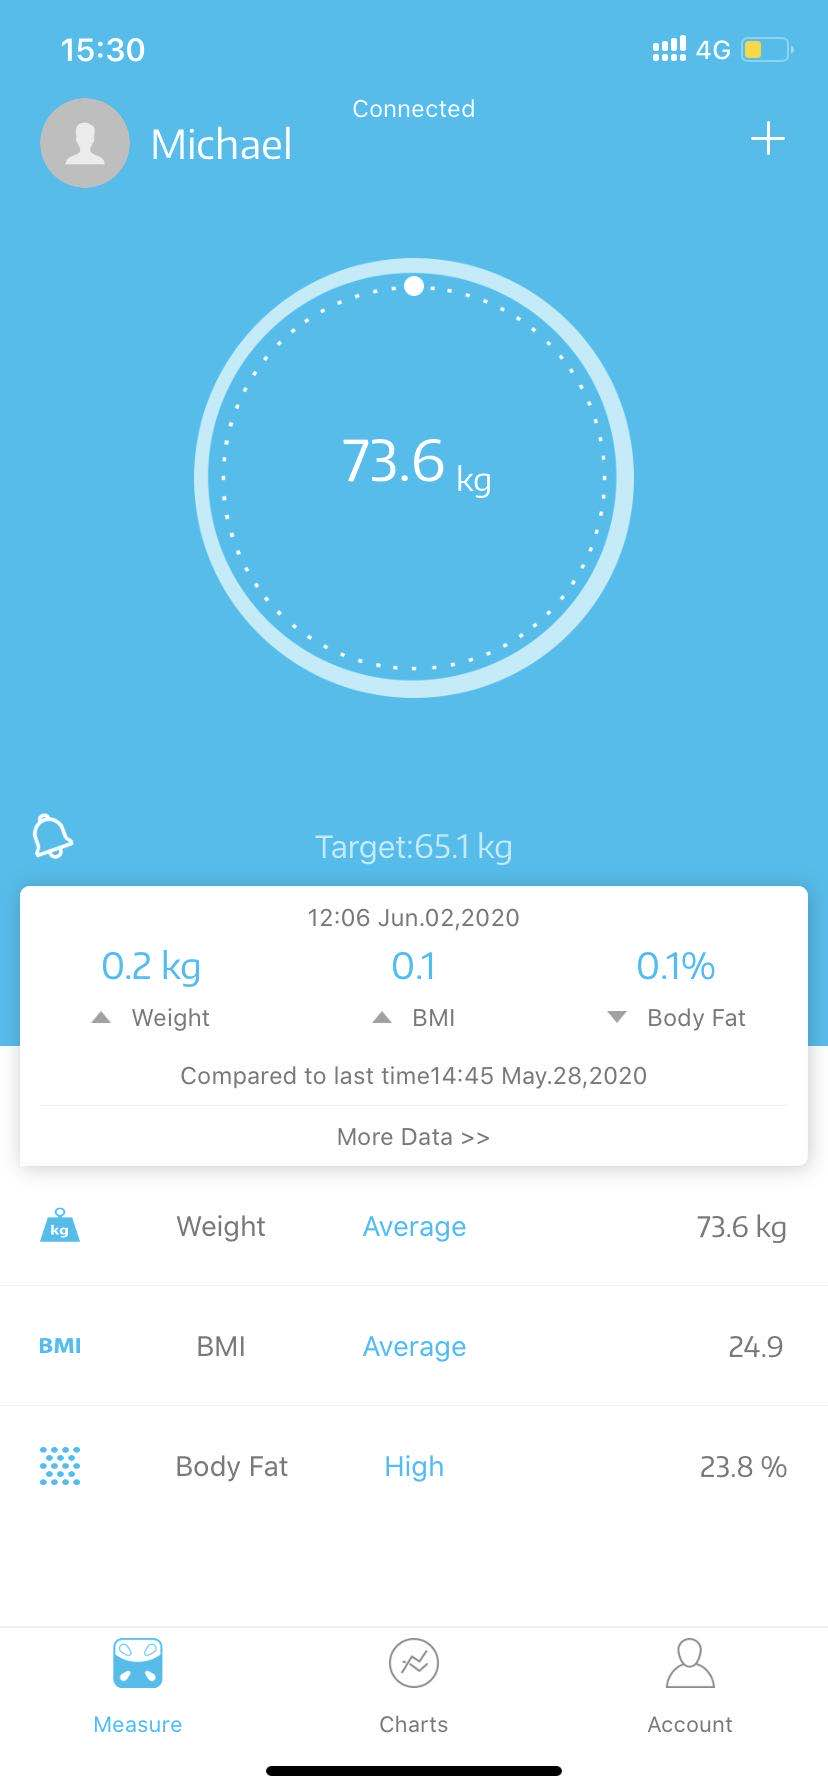 15:30 4G
Connected
Michael
73.6 kg
Target:65.1 kg
12:06 Jun.02,2020
0.2 kg 0.1 0.1%
Weight BMI Body Fat
Compared to last time14:45 May.28,2020
More Data >>
kg Weight Average 73.6 kg
BMI BMI Average 24.9
Body Fat High 23.8 %
Measure Charts Account